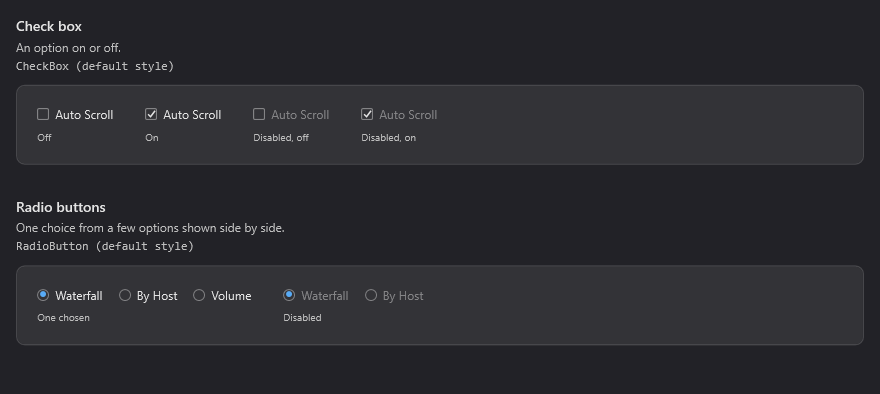 Check box
An option on or off.
CheckBox (default style)
Auto Scroll Auto Scroll Auto Scroll Auto Scroll
Off On Disabled, off Disabled, on
Radio buttons
One choice from a few options shown side by side.
RadioButton (default style)
Waterfall By Host Volume Waterfall By Host
One chosen Disabled